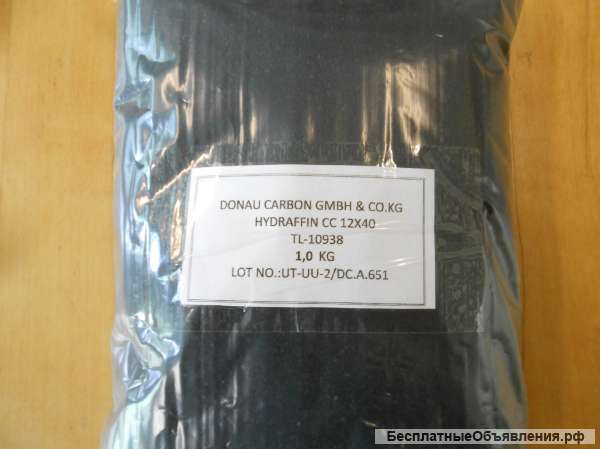 DONAU CARBON GMBH & CO.KG
HYDRAFFIN CC 12X40
TL-10938
1,0 KG
LOT NO.:UT-UU-2/DC.A.651
БесплатныеОбъявления.рф